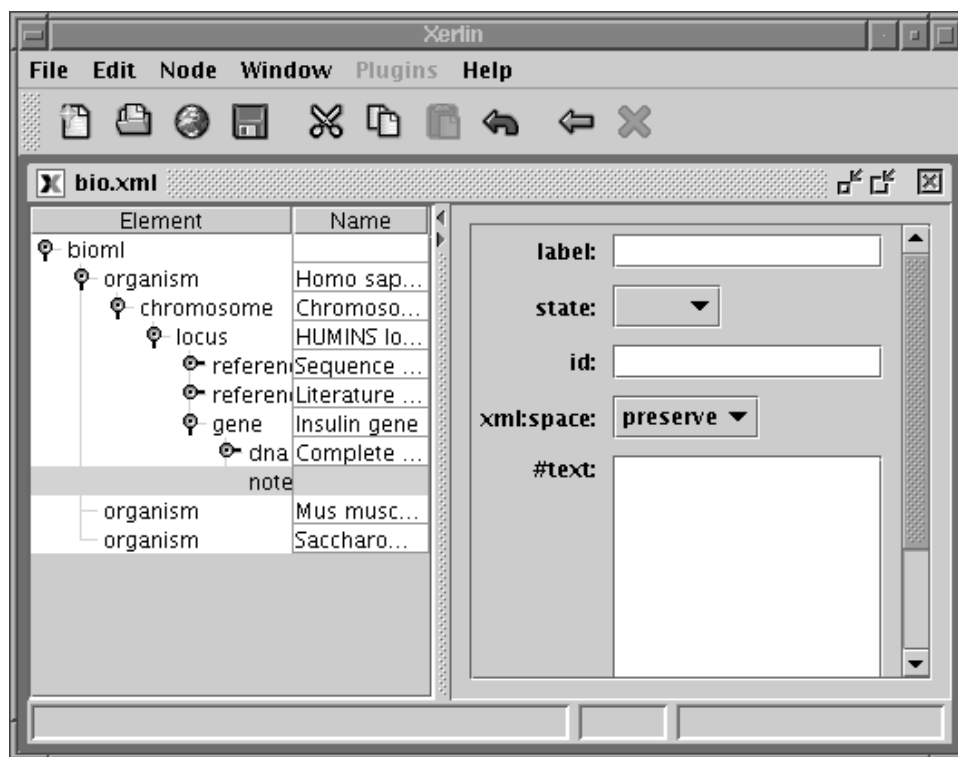 Xerlin
File Edit Node Window Plugins Help
bio.xml
Element Name
bioml
organism Homo sap...
chromosome Chromoso...
locus HUMINS lo...
referen Sequence ...
referen Literature ...
gene Insulin gene
dna Complete ...
note
organism Mus musc...
organism Saccharo...
label:
state:
id:
xml:space: preserve
#text: